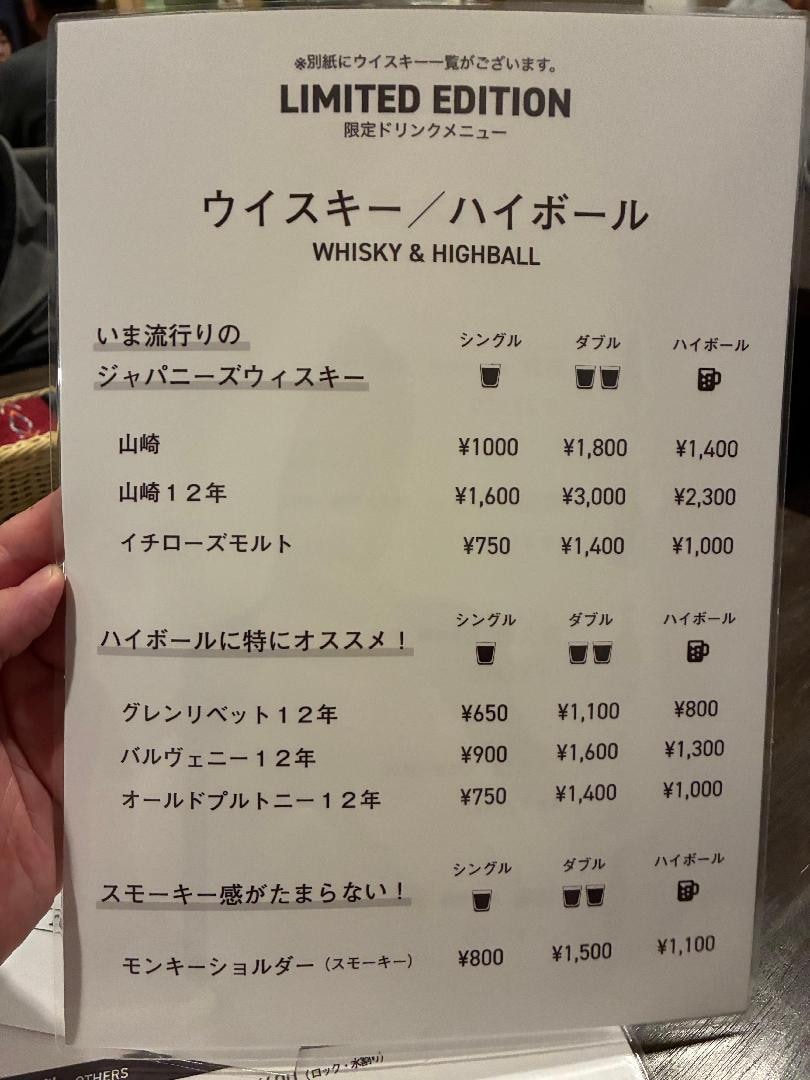 ※別紙にウイスキー一覧がございます。
LIMITED EDITION
限定ドリンクメニュー
ウイスキー／ハイボール
WHISKY & HIGHBALL
いま流行りの
ジャパニーズウィスキー
シングル ダブル ハイボール
山崎 ¥1000 ¥1,800 ¥1,400
山崎１２年 ¥1,600 ¥3,000 ¥2,300
イチローズモルト ¥750 ¥1,400 ¥1,000
シングル ダブル ハイボール
ハイボールに特にオススメ！
グレンリベット１２年 ¥650 ¥1,100 ¥800
バルヴェニー１２年 ¥900 ¥1,600 ¥1,300
オールドプルトニー１２年 ¥750 ¥1,400 ¥1,000
シングル ダブル ハイボール
スモーキー感がたまらない！
モンキーショルダー（スモーキー） ¥800 ¥1,500 ¥1,100
（ロック・水割り）
OTHERS